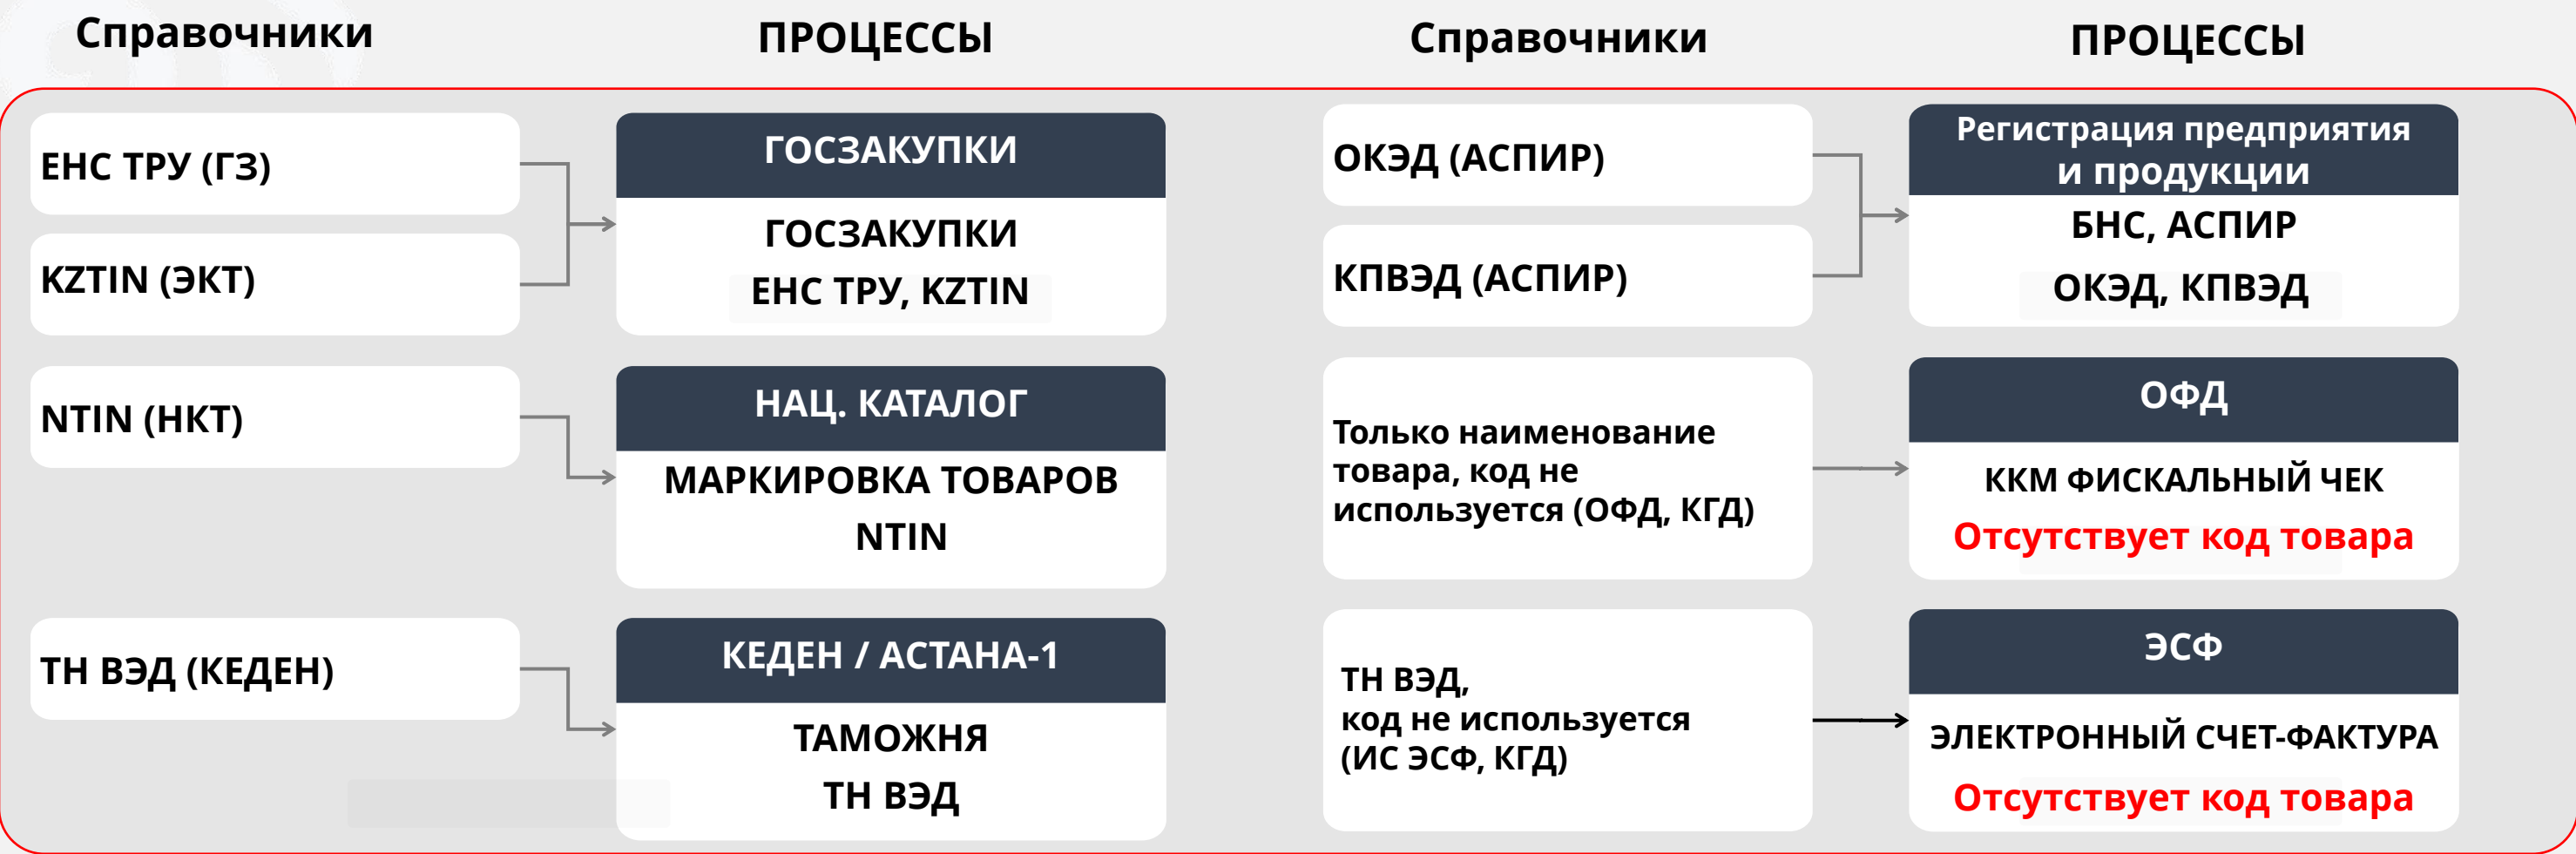 Справочники
ПРОЦЕССЫ
Справочники
ПРОЦЕССЫ
ЕНС ТРУ (ГЗ)
KZTIN (ЭКТ)
ГОСЗАКУПКИ
ГОСЗАКУПКИ
ЕНС ТРУ, KZTIN
NTIN (НКТ)
НАЦ. КАТАЛОГ
МАРКИРОВКА ТОВАРОВ
NTIN
ТН ВЭД (КЕДЕН)
КЕДЕН / АСТАНА-1
ТАМОЖНЯ
ТН ВЭД
ОКЭД (АСПИР)
КПВЭД (АСПИР)
Регистрация предприятия
и продукции
БНС, АСПИР
ОКЭД, КПВЭД
Только наименование
товара, код не
используется (ОФД, КГД)
ОФД
ККМ ФИСКАЛЬНЫЙ ЧЕК
Отсутствует код товара
ТН ВЭД,
код не используется
(ИС ЭСФ, КГД)
ЭСФ
ЭЛЕКТРОННЫЙ СЧЕТ-ФАКТУРА
Отсутствует код товара